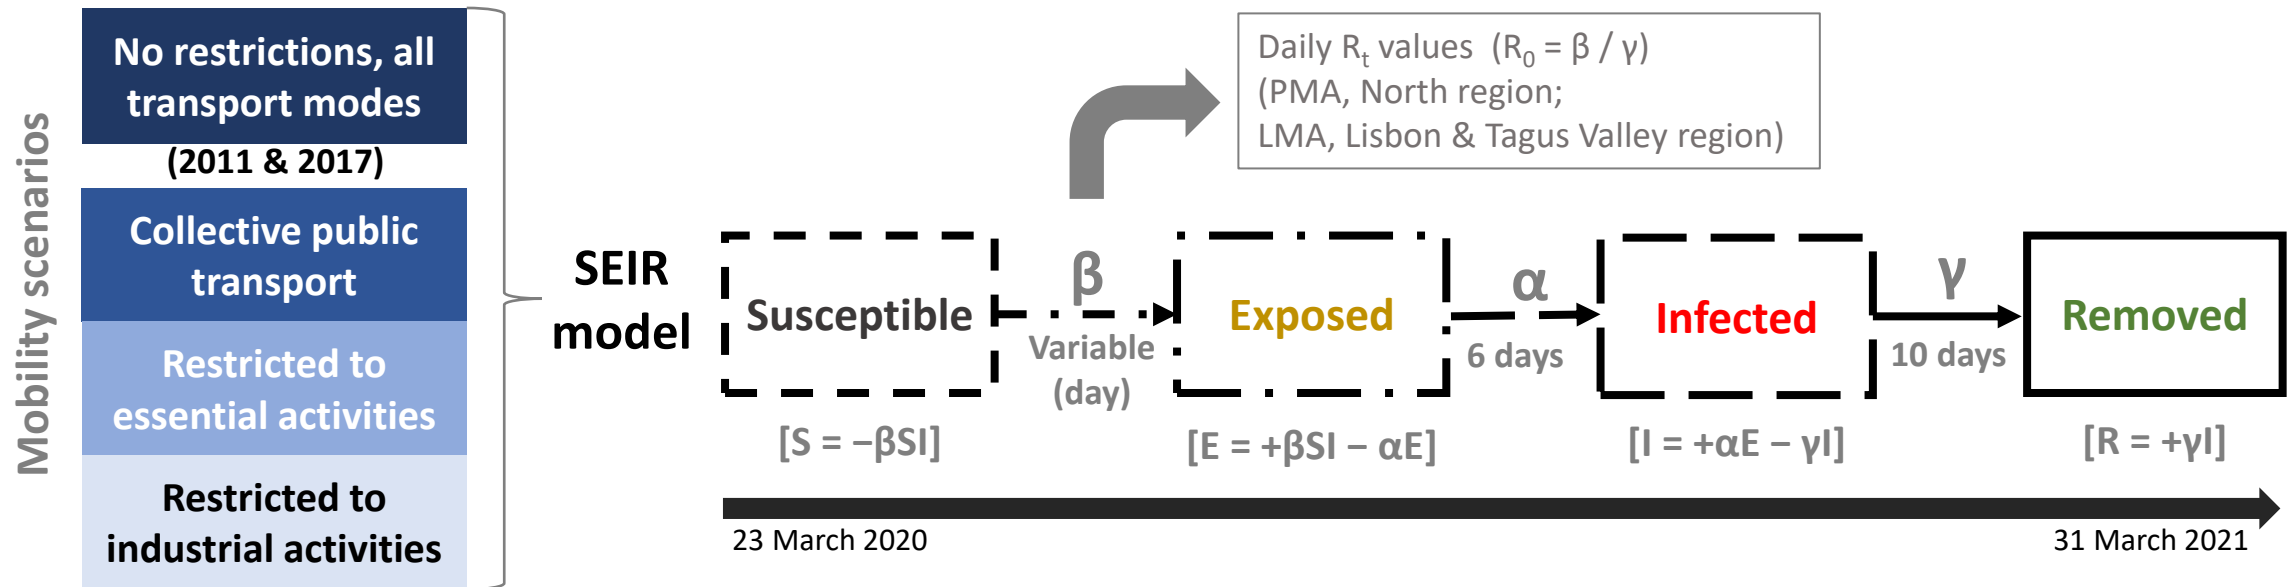 Mobility scenarios
No restrictions, all
transport modes
(2011 & 2017)
Collective public
transport
Restricted to
essential activities
Restricted to
industrial activities
SEIR
model
Daily Rt values (R0 = β / γ)
(PMA, North region;
LMA, Lisbon & Tagus Valley region)
Susceptible
β
Variable
(day)
Exposed
α
6 days
Infected
γ
10 days
Removed
[S = −βSI]
[E = +βSI − αE]
[I = +αE − γI]
[R = +γI]
23 March 2020
31 March 2021